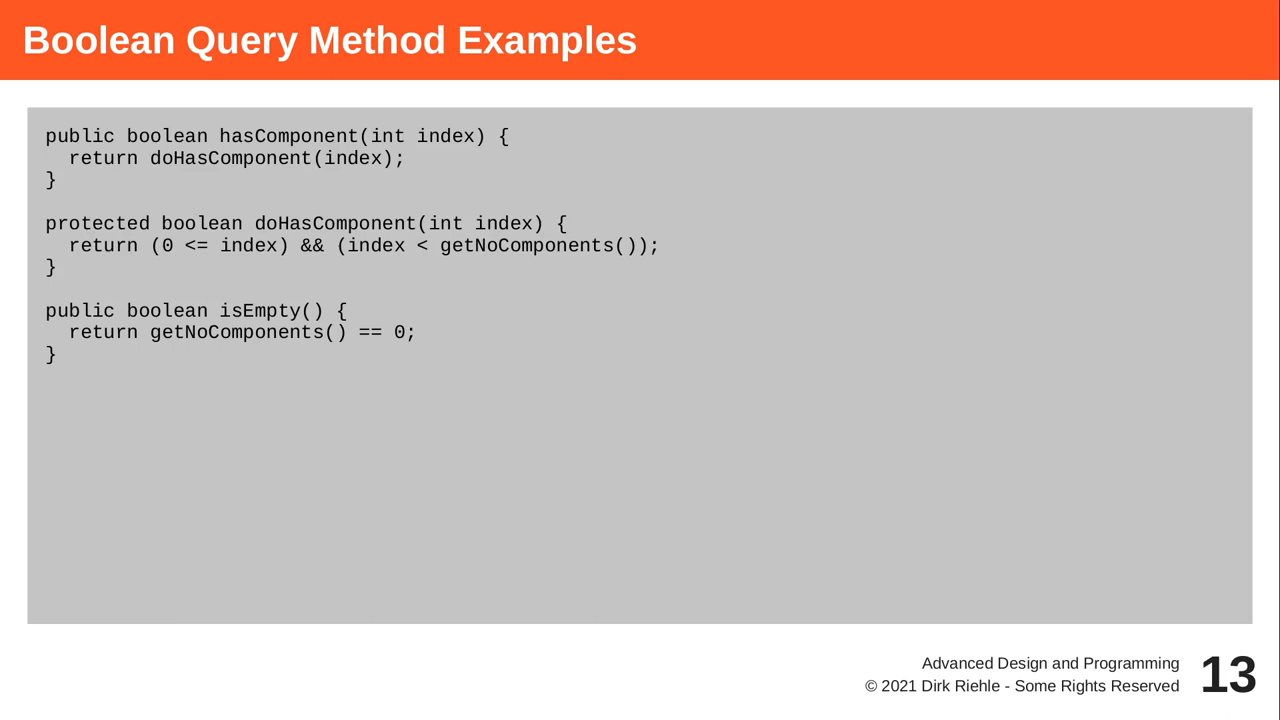 Boolean Query Method Examples
public boolean hasComponent(int index) {
  return doHasComponent(index);
}
protected boolean doHasComponent(int index) {
  return (0 <= index) && (index < getNoComponents());
}
public boolean isEmpty() {
  return getNoComponents() == 0;
}
Advanced Design and Programming
© 2021 Dirk Riehle - Some Rights Reserved
13